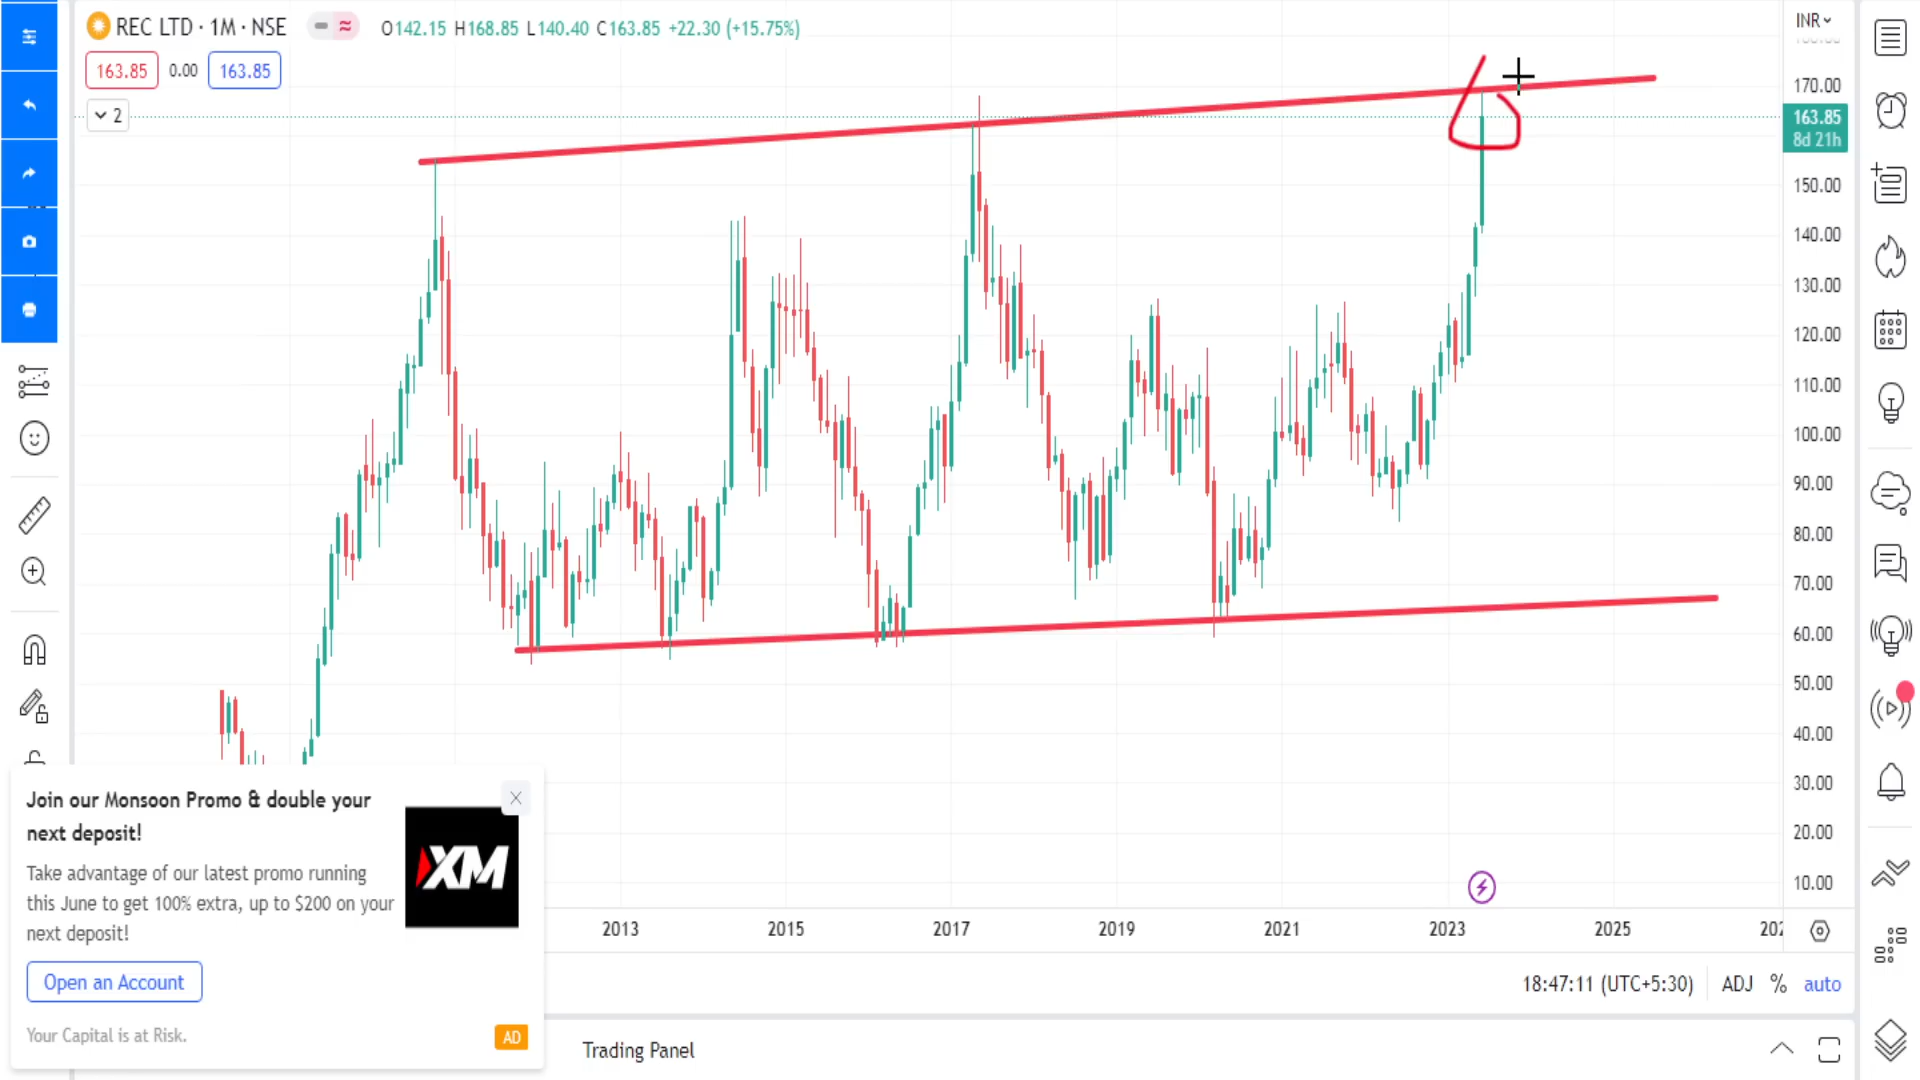 REC LTD · 1M · NSE
O142.15 H168.85 L140.40 C163.85 +22.30 (+15.75%)
163.85 0.00 163.85
2
INR
170.00
163.85
8d 21h
150.00
140.00
130.00
120.00
110.00
100.00
90.00
80.00
70.00
60.00
50.00
40.00
30.00
20.00
10.00
2013 2015 2017 2019 2021 2023 2025
Join our Monsoon Promo & double your
next deposit!
Take advantage of our latest promo running
this June to get 100% extra, up to $200 on your
next deposit!
XM
Open an Account
Your Capital is at Risk.
AD
18:47:11 (UTC+5:30) ADJ % auto
Trading Panel